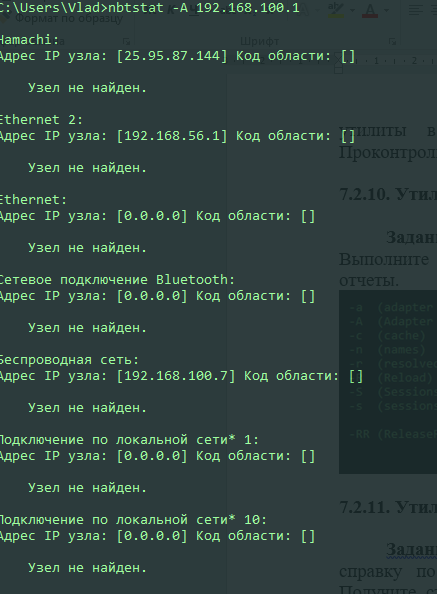 C:\Users\Vlad>nbtstat -A 192.168.100.1
Hamachi:
Адрес IP узла: [25.95.87.144] Код области: []
Узел не найден.
Ethernet 2:
Адрес IP узла: [192.168.56.1] Код области: []
Узел не найден.
Ethernet:
Адрес IP узла: [0.0.0.0] Код области: []
Узел не найден.
Сетевое подключение Bluetooth:
Адрес IP узла: [0.0.0.0] Код области: []
Узел не найден.
Беспроводная сеть:
Адрес IP узла: [192.168.100.7] Код области: []
Узел не найден.
Подключение по локальной сети* 1:
Адрес IP узла: [0.0.0.0] Код области: []
Узел не найден.
Подключение по локальной сети* 10:
Адрес IP узла: [0.0.0.0] Код области: []
Узел не найден.
Формат по образцу
Шрифт
утилиты в
Проконтрол
7.2.10. Утил
Задани
Выполните
отчеты.
-a (adapter
-A (Adapter
-c (cache)
-n (names)
-r (resolve
-R (Reload)
-S (Session
-s (session
-RR (Release
7.2.11. Утил
Задан
справку по
Получите с